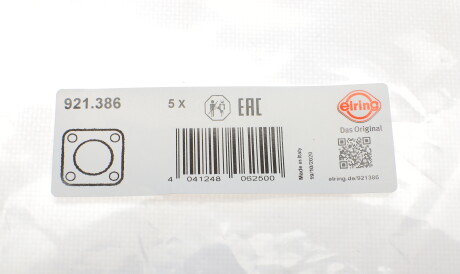 921.386
5 X
EAC
elring
Das Original
4 041248 062500
Made in Italy
elring.de/921386